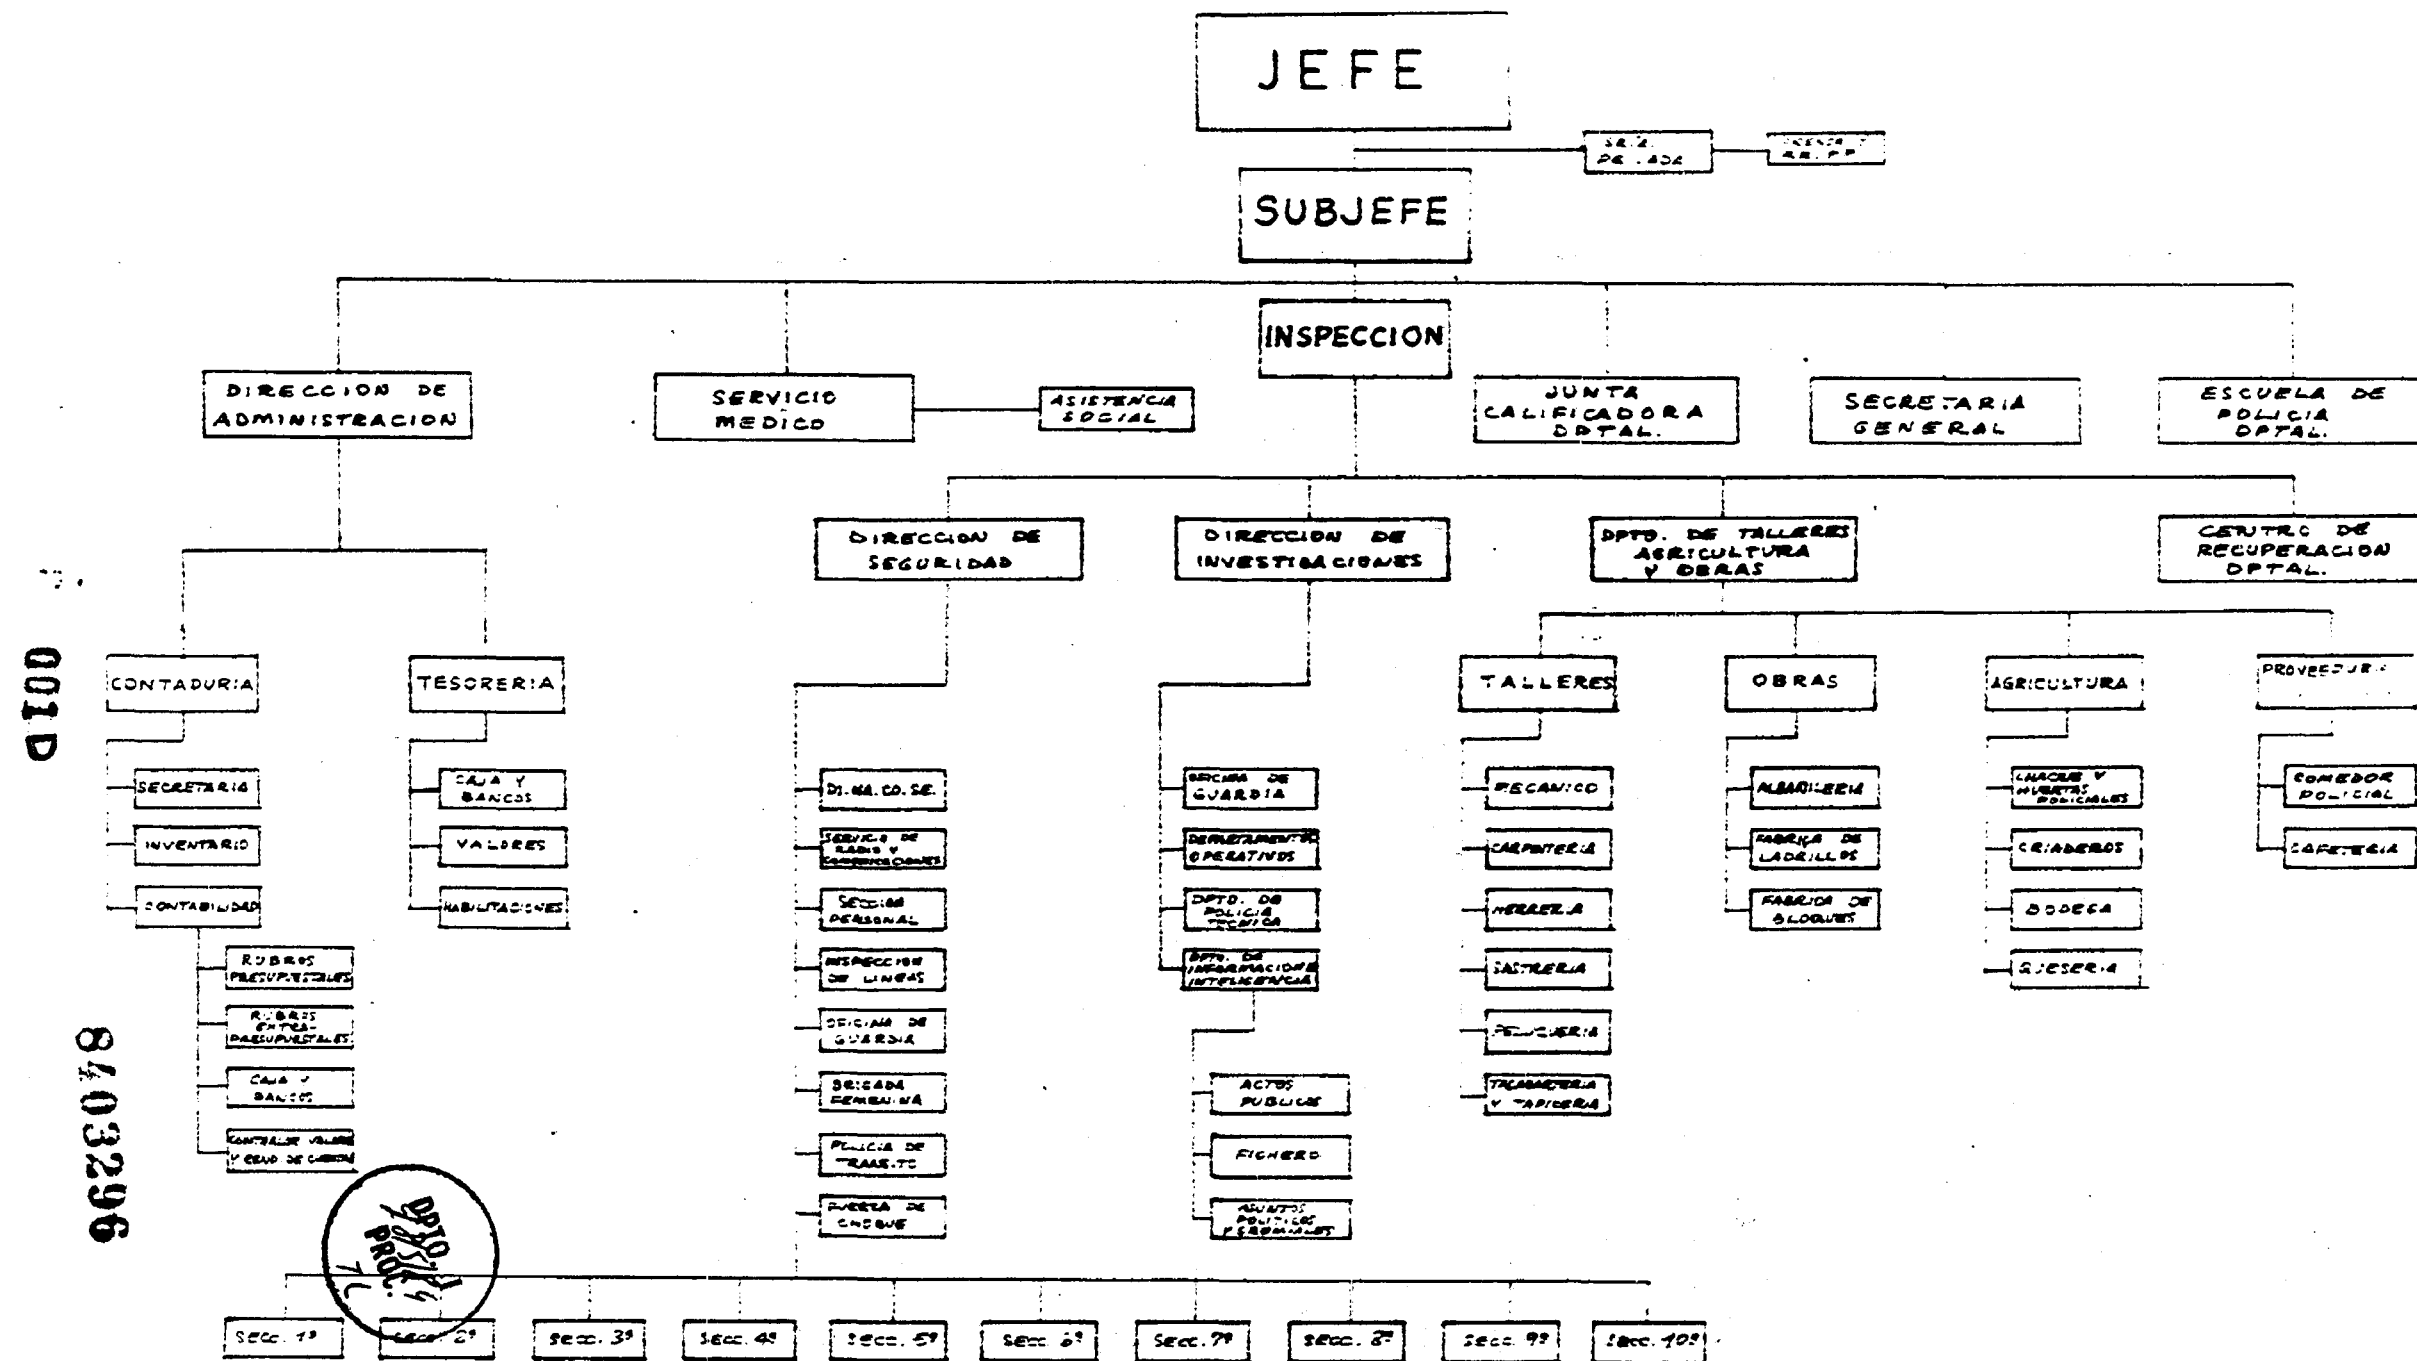 JEFE
SUBJEFE
INSPECCION
DIRECCION DE
ADMINISTRACION
SERVICIO
MEDICO
ASISTENCIA
SOCIAL
JUNTA
CALIFICADORA
DPTAL.
SECRETARIA
GENERAL
ESCUELA DE
POLICIA
DPTAL.
DIRECCION DE
SEGURIDAD
DIRECCION DE
INVESTIGACIONES
DPTO. DE TALLERES
AGRICULTURA
Y OBRAS
CENTRO DE
RECUPERACION
DPTAL.
CONTADURIA
TESORERIA
TALLERES
OBRAS
AGRICULTURA
PROVEEDURIA
SECRETARIA
INVENTARIO
CONTABILIDAD
RUBROS
PRESUPUESTALES
RUBROS
EXTRA-
PRESUPUESTALES
CAJA Y
BANCOS
CAJA Y
BANCOS
VALORES
HABILITACIONES
DI.NA.CO.SE.
SERVICIO DE
RADIO Y
COMUNICACIONES
SECCION
PERSONAL
INSPECCION
DE LINEAS
OFICINA DE
GUARDIA
BRIGADA
FEMENINA
POLICIA DE
TRANSITO
FUERZA DE
CHOQUE
OFICINA DE
GUARDIA
DEPARTAMENTOS
OPERATIVOS
DPTO. DE
POLICIA
TECNICA
DPTO. DE
INFORMACION E
INTELIGENCIA
ACTOS
PUBLICOS
FICHERO
ASUNTOS
POLITICOS
Y GREMIALES
MECANICO
CARPINTERIA
HERRERIA
SASTRERIA
PELUQUERIA
TALABARTERIA
Y TAPICERIA
ALBAÑILERIA
FABRICA DE
LADRILLOS
FABRICA DE
BLOQUES
CHACRAS Y
HUERTAS
POLICIALES
CRIADEROS
BODEGA
QUESERIA
COMEDOR
POLICIAL
CAFETERIA
SECC. 1ª
SECC. 2ª
SECC. 3ª
SECC. 4ª
SECC. 5ª
SECC. 6ª
SECC. 7ª
SECC. 8ª
SECC. 9ª
SECC. 10ª
001D
8403296
DPTO. I
PROC.